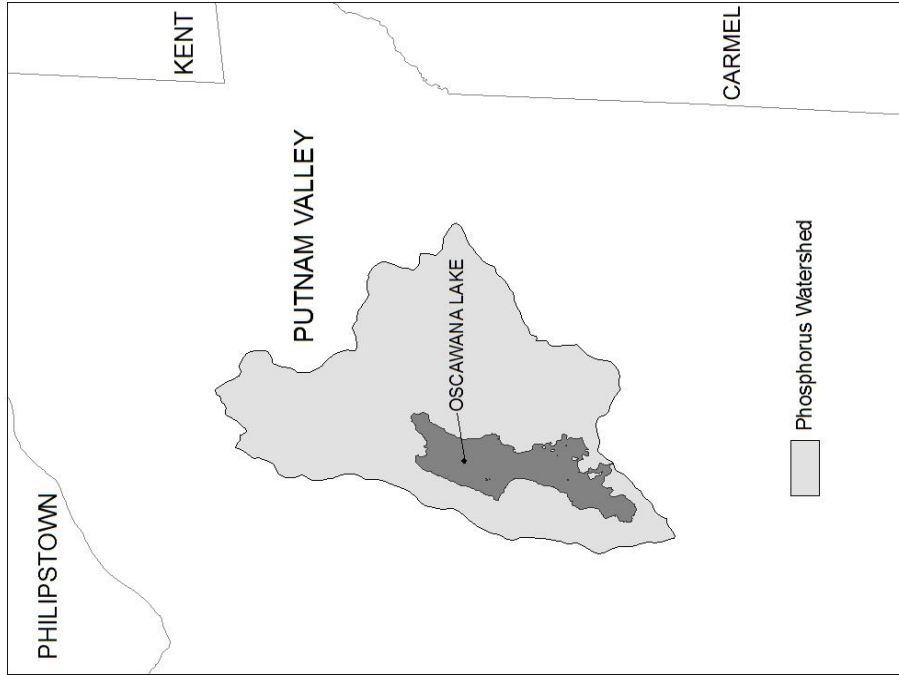 PHILIPSTOWN
KENT
PUTNAM VALLEY
OSCAWANA LAKE
CARMEL
Phosphorus Watershed